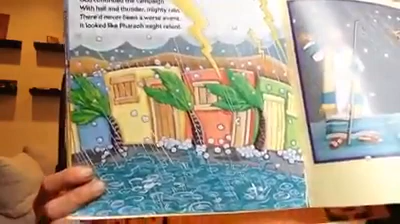 God continued the campaign
With hail and thunder, mighty rain.
There'd never been a worse event,
It looked like Pharaoh might relent.